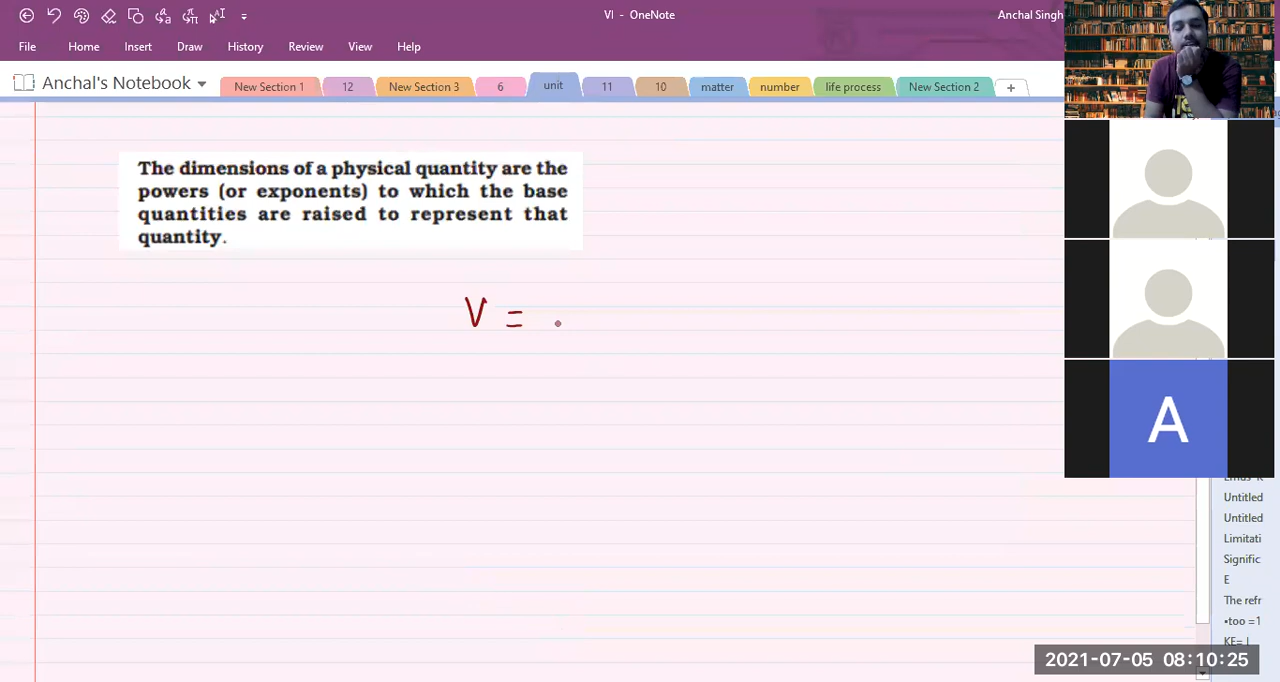 VI - OneNote
Anchal Singh
File Home Insert Draw History Review View Help
Anchal's Notebook
New Section 1 12 New Section 3 6 unit 11 10 matter number life process New Section 2 +
The dimensions of a physical quantity are the
powers (or exponents) to which the base
quantities are raised to represent that
quantity.
V = .
A
Untitled
Untitled
Limitati
Signific
E
The refr
•too =1
KE= l
2021-07-05 08:10:25